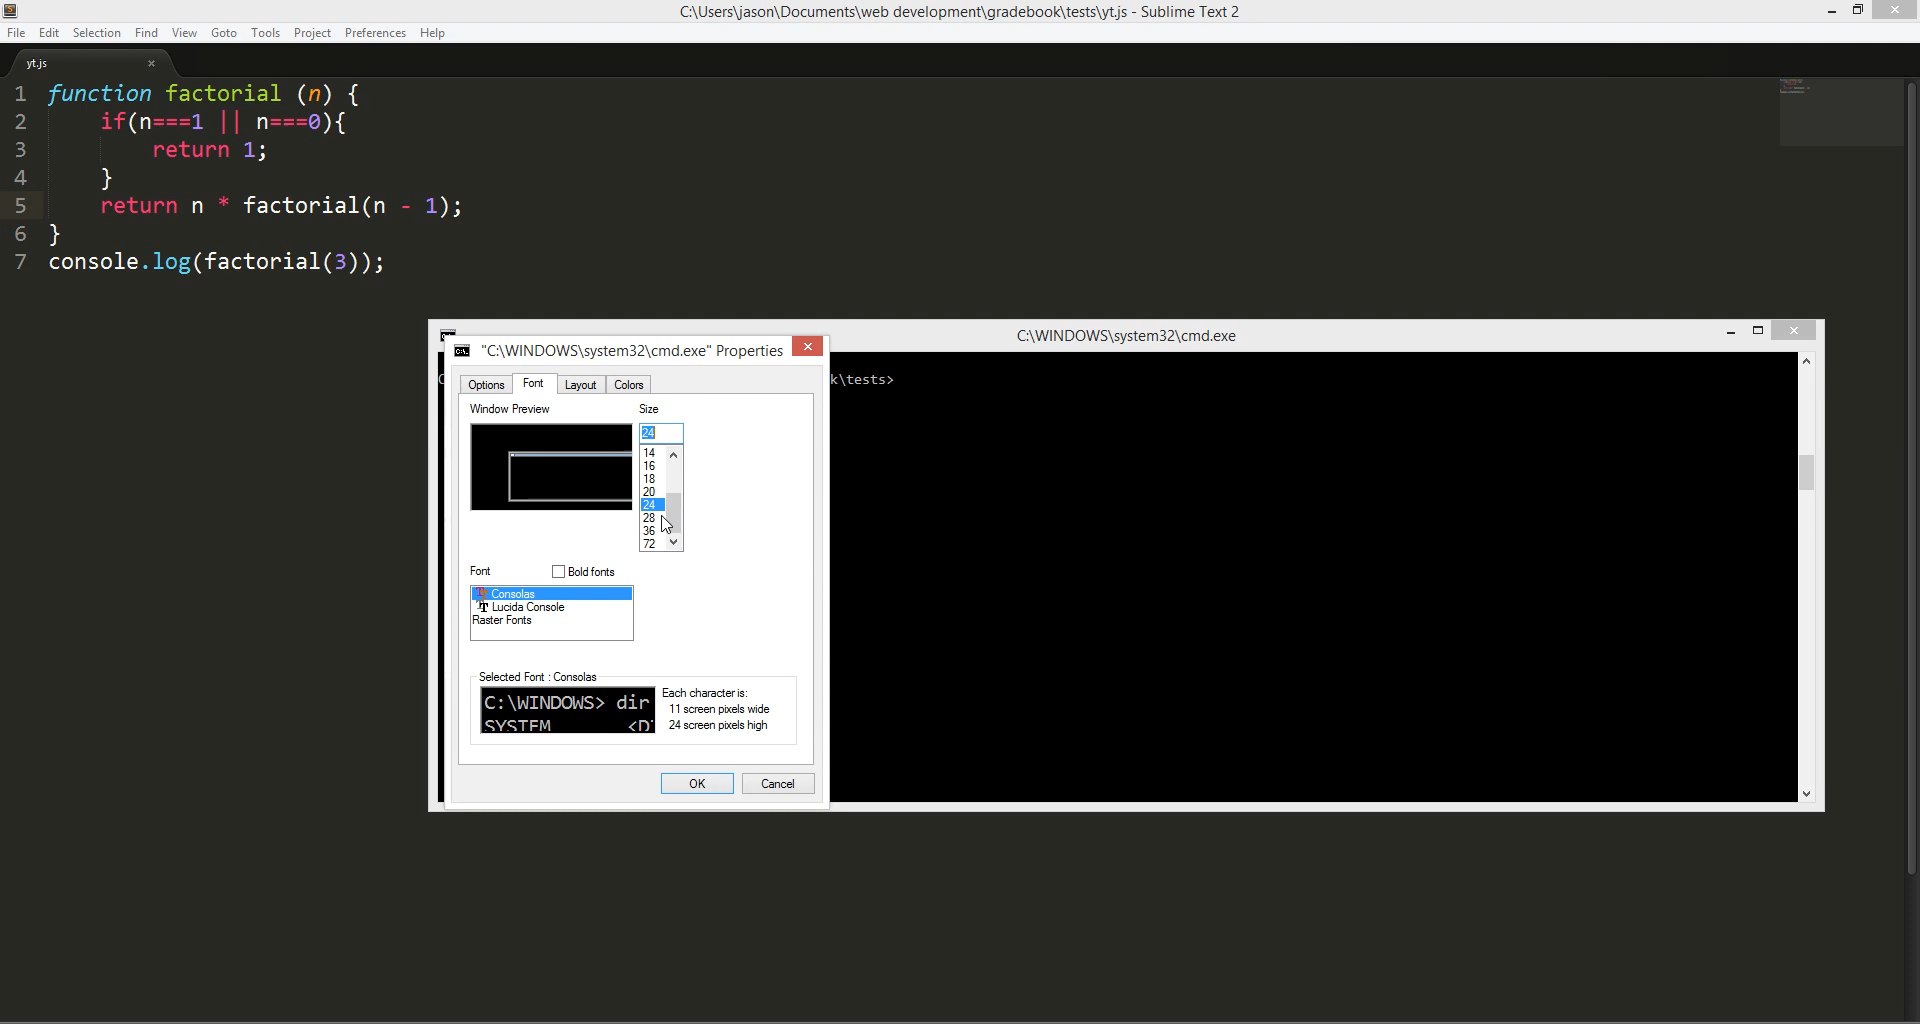 C:\Users\jason\Documents\web development\gradebook\tests\yt.js - Sublime Text 2
File Edit Selection Find View Goto Tools Project Preferences Help
yt.js
1 function factorial (n) {
2 if(n===1 || n===0){
3 return 1;
4 }
5 return n * factorial(n - 1);
6 }
7 console.log(factorial(3));
C:\WINDOWS\system32\cmd.exe
"C:\WINDOWS\system32\cmd.exe" Properties
k\tests>
Options Font Layout Colors
Window Preview Size
24
14
16
18
20
24
28
36
72
Font Bold fonts
Consolas
Lucida Console
Raster Fonts
Selected Font : Consolas
C:\WINDOWS> dir
SYSTEM <D
Each character is:
11 screen pixels wide
24 screen pixels high
OK Cancel